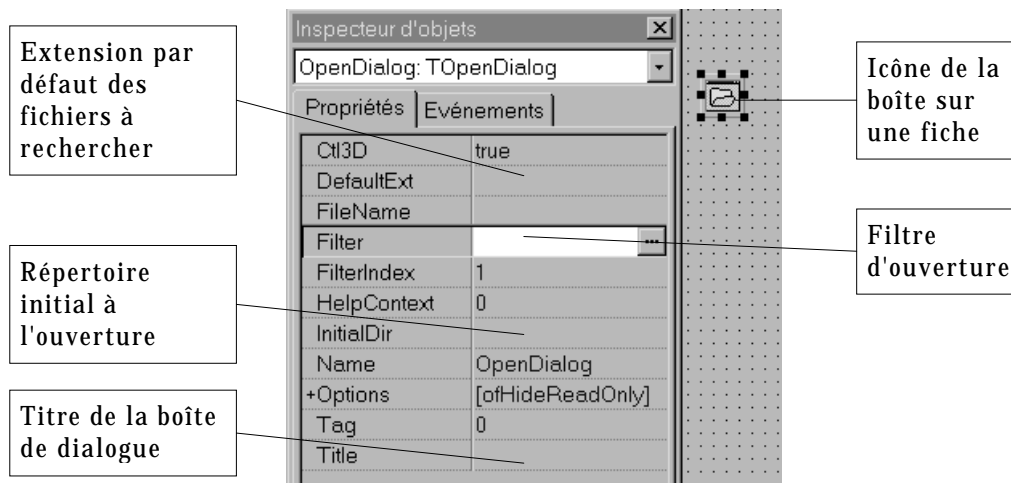 Extension par
défaut des
fichiers à
rechercher
Répertoire
initial à
l'ouverture
Titre de la boîte
de dialogue
Inspecteur d'objets
OpenDialog: TOpenDialog
Propriétés Evénements
Ctl3D true
DefaultExt
FileName
Filter ...
FilterIndex 1
HelpContext 0
InitialDir
Name OpenDialog
+Options [ofHideReadOnly]
Tag 0
Title
Icône de la
boîte sur
une fiche
Filtre
d'ouverture